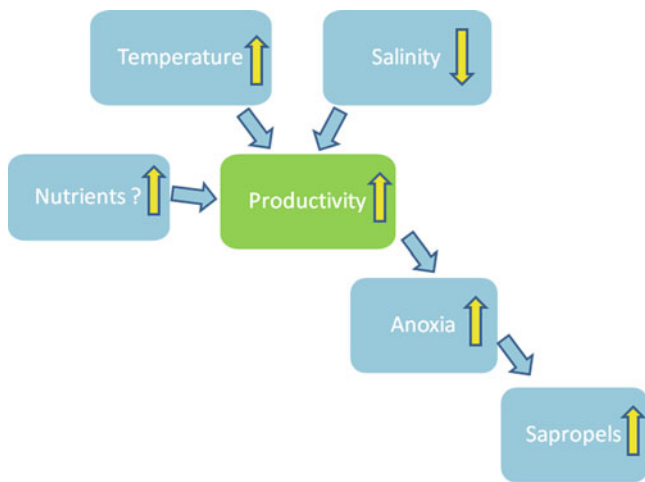 Temperature
Salinity
Nutrients ?
Productivity
Anoxia
Sapropels